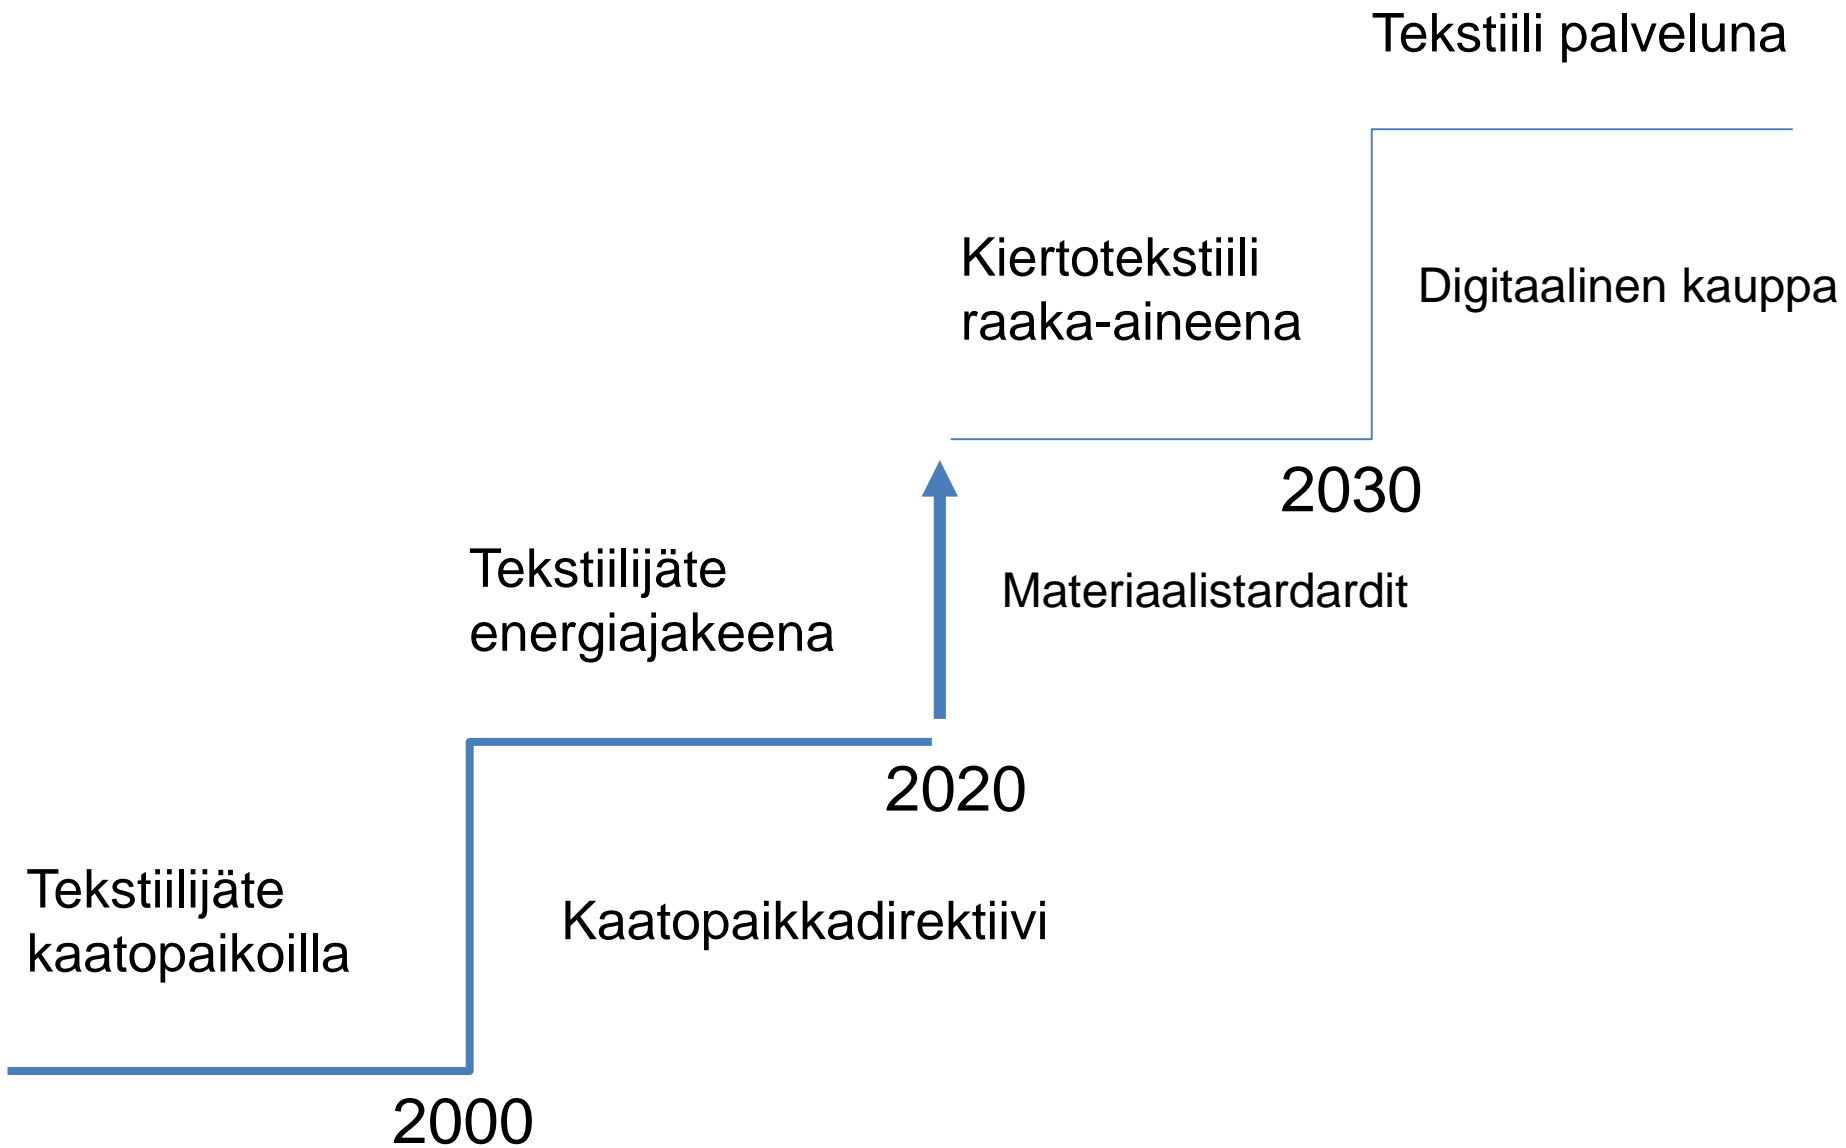 Tekstiili palveluna
Kiertotekstiili
raaka-aineena
Digitaalinen kauppa
2030
Tekstiilijäte
energiajakeena
Materiaalistardardit
2020
Tekstiilijäte
kaatopaikoilla
Kaatopaikkadirektiivi
2000